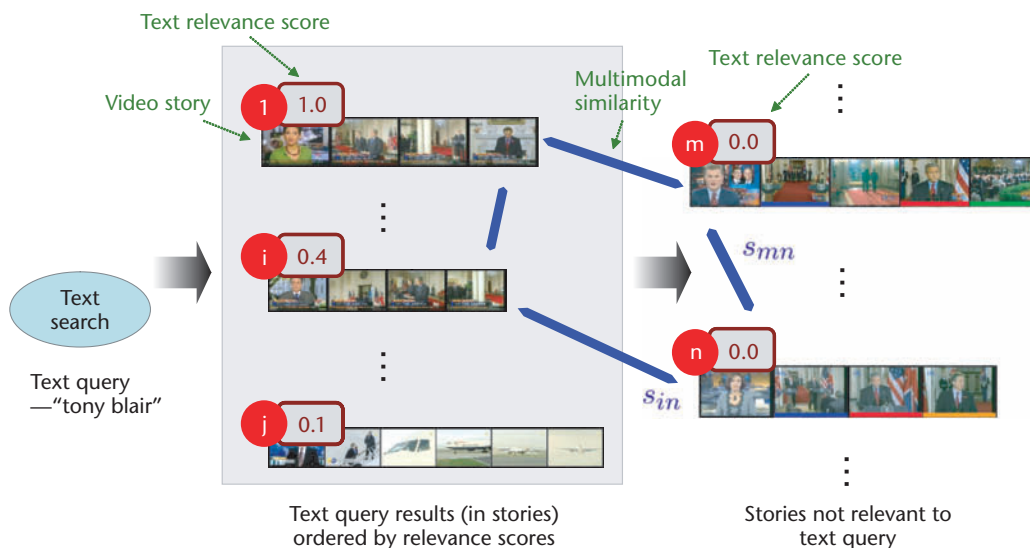 Text relevance score
Video story
1
1.0
Multimodal
similarity
Text relevance score
m
0.0
i
0.4
s_mn
Text
search
Text query
—“tony blair”
n
0.0
s_in
j
0.1
Text query results (in stories)
ordered by relevance scores
Stories not relevant to
text query